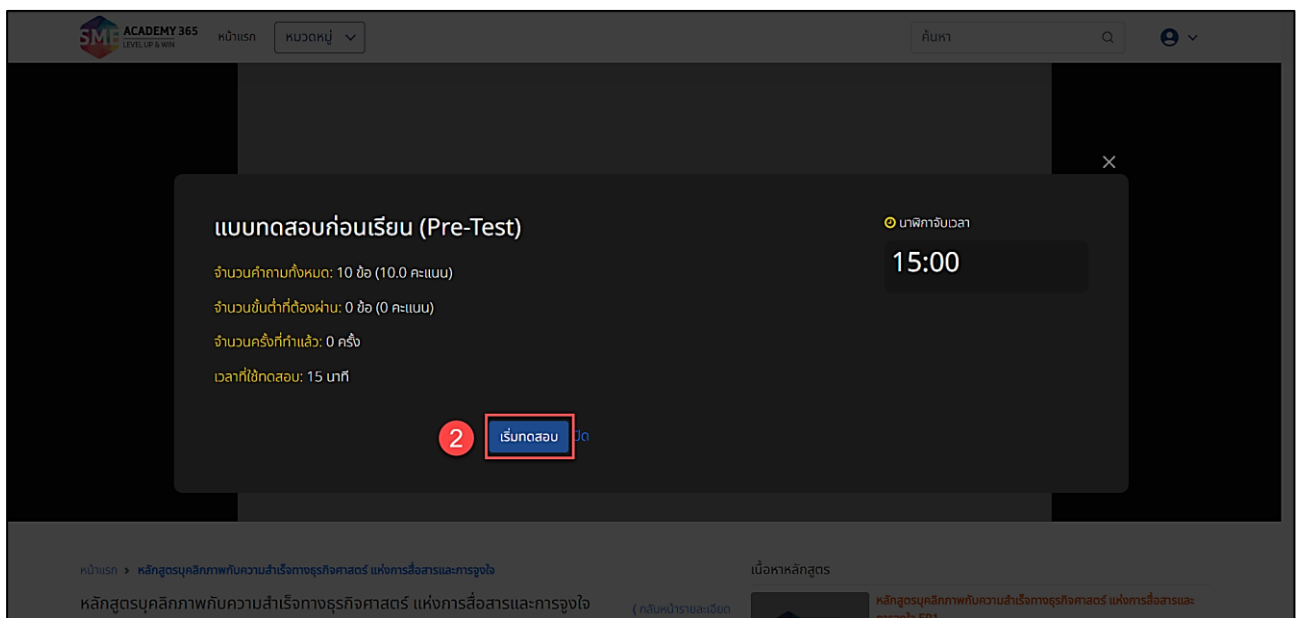 SME ACADEMY 365
LEVEL UP & WIN
หน้าแรก
หมวดหมู่
ค้นหา
แบบทดสอบก่อนเรียน (Pre-Test)
นาฬิกาจับเวลา
15:00
จำนวนคำถามทั้งหมด: 10 ข้อ (10.0 คะแนน)
จำนวนขั้นต่ำที่ต้องผ่าน: 0 ข้อ (0 คะแนน)
จำนวนครั้งที่ทำแล้ว: 0 ครั้ง
เวลาที่ใช้ทดสอบ: 15 นาที
2 เริ่มทดสอบ ปิด
หน้าแรก > หลักสูตรบุคลิกภาพกับความสำเร็จทางธุรกิจศาสตร์ แห่งการสื่อสารและการจูงใจ
เนื้อหาหลักสูตร
หลักสูตรบุคลิกภาพกับความสำเร็จทางธุรกิจศาสตร์ แห่งการสื่อสารและการจูงใจ
( กลับหน้ารายละเอียด
หลักสูตรบุคลิกภาพกับความสำเร็จทางธุรกิจศาสตร์ แห่งการสื่อสารและ